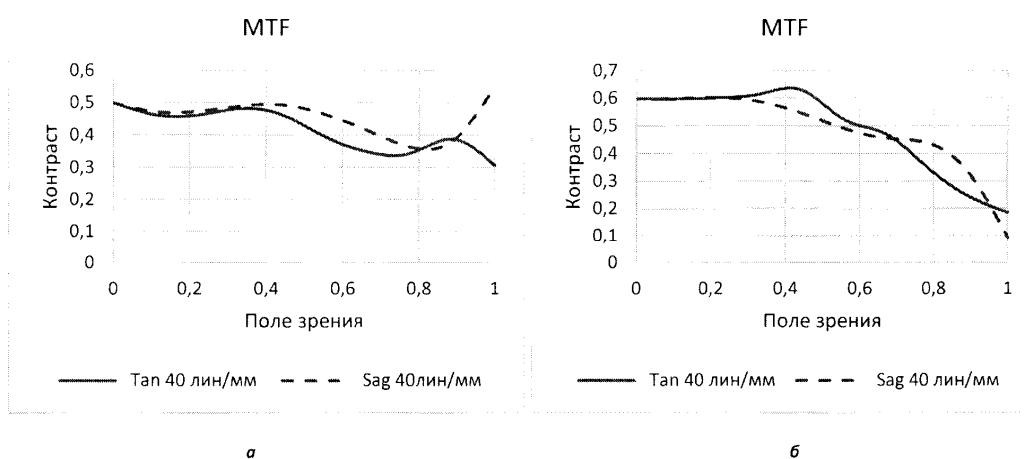 MTF
0,6
0,5
0,4
0,3
0,2
0,1
0
Контраст
0 0,2 0,4 0,6 0,8 1
Поле зрения
Tan 40 лин/мм Sag 40лин/мм
а
MTF
0,7
0,6
0,5
0,4
0,3
0,2
0,1
0
Контраст
0 0,2 0,4 0,6 0,8 1
Поле зрения
Tan 40 лин/мм Sag 40 лин/мм
б